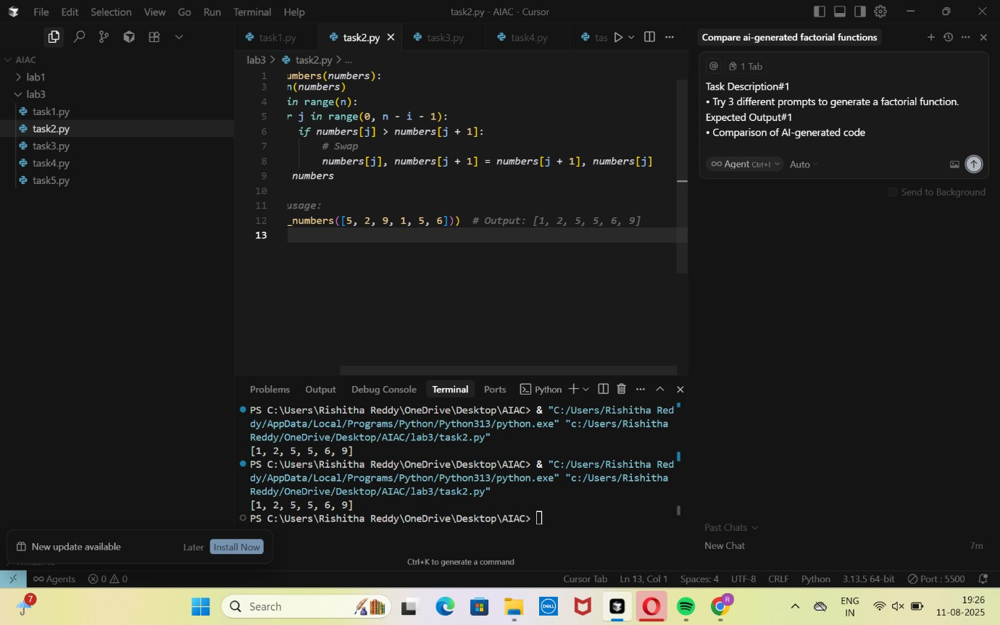 File Edit Selection View Go Run Terminal Help
task2.py - AIAC - Cursor
AIAC
lab1
lab3
task1.py
task2.py
task3.py
task4.py
task5.py
New update available Later Install Now
task1.py task2.py task3.py task4.py tas
lab3 > task2.py > ...
1 umbers(numbers):
3 n(numbers)
4 in range(n):
5 r j in range(0, n - i - 1):
6 if numbers[j] > numbers[j + 1]:
7 # Swap
8 numbers[j], numbers[j + 1] = numbers[j + 1], numbers[j]
9 numbers
10
11 usage:
12 _numbers([5, 2, 9, 1, 5, 6])) # Output: [1, 2, 5, 5, 6, 9]
13
Problems Output Debug Console Terminal Ports Python
PS C:\Users\Rishitha Reddy\OneDrive\Desktop\AIAC> & "C:/Users/Rishitha Red
dy/AppData/Local/Programs/Python/Python313/python.exe" "c:/Users/Rishitha
Reddy/OneDrive/Desktop/AIAC/lab3/task2.py"
[1, 2, 5, 5, 6, 9]
PS C:\Users\Rishitha Reddy\OneDrive\Desktop\AIAC> & "C:/Users/Rishitha Red
dy/AppData/Local/Programs/Python/Python313/python.exe" "c:/Users/Rishitha
Reddy/OneDrive/Desktop/AIAC/lab3/task2.py"
[1, 2, 5, 5, 6, 9]
PS C:\Users\Rishitha Reddy\OneDrive\Desktop\AIAC>
Ctrl+K to generate a command
Compare ai-generated factorial functions
@ 1 Tab
Task Description#1
• Try 3 different prompts to generate a factorial function.
Expected Output#1
• Comparison of AI-generated code
Agent Ctrl+I Auto
Send to Background
Past Chats
New Chat 7m
Agents 0 0 Cursor Tab Ln 13, Col 1 Spaces: 4 UTF-8 CRLF Python 3.13.5 64-bit Port : 5500
7 Search DELL R ENG 19:26
IN 11-08-2025